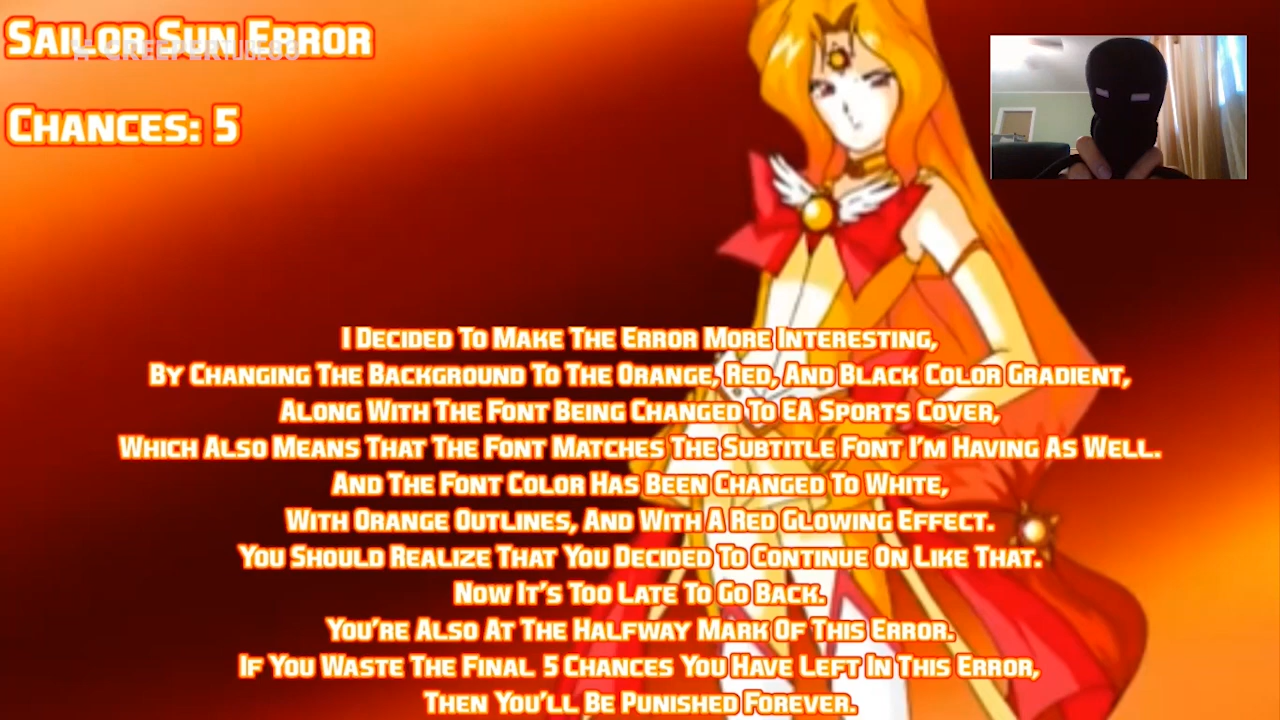 Sailor Sun Error
Chances: 5
I Decided To Make The Error More Interesting,
By Changing The Background To The Orange, Red, And Black Color Gradient,
Along With The Font Being Changed To EA Sports Cover,
Which Also Means That The Font Matches The Subtitle Font I'm Having As Well.
And The Font Color Has Been Changed To White,
With Orange Outlines, And With A Red Glowing Effect.
You Should Realize That You Decided To Continue On Like That.
Now It's Too Late To Go Back.
You're Also At The Halfway Mark Of This Error.
If You Waste The Final 5 Chances You Have Left In This Error,
Then You'll Be Punished Forever.